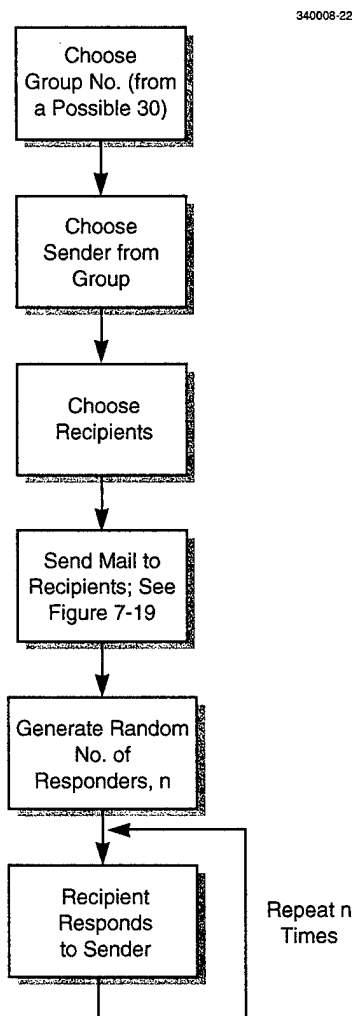 340008-22
Choose
Group No. (from
a Possible 30)
Choose
Sender from
Group
Choose
Recipients
Send Mail to
Recipients; See
Figure 7-19
Generate Random
No. of
Responders, n
Recipient
Responds
to Sender
Repeat n
Times